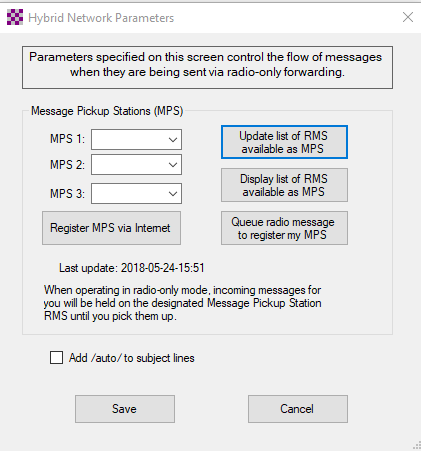 Hybrid Network Parameters
Parameters specified on this screen control the flow of messages
when they are being sent via radio-only forwarding.
Message Pickup Stations (MPS)
MPS 1:
Update list of RMS
available as MPS
MPS 2:
Display list of RMS
available as MPS
MPS 3:
Register MPS via Internet
Queue radio message
to register my MPS
Last update: 2018-05-24-15:51
When operating in radio-only mode, incoming messages for
you will be held on the designated Message Pickup Station
RMS until you pick them up.
Add /auto/ to subject lines
Save
Cancel